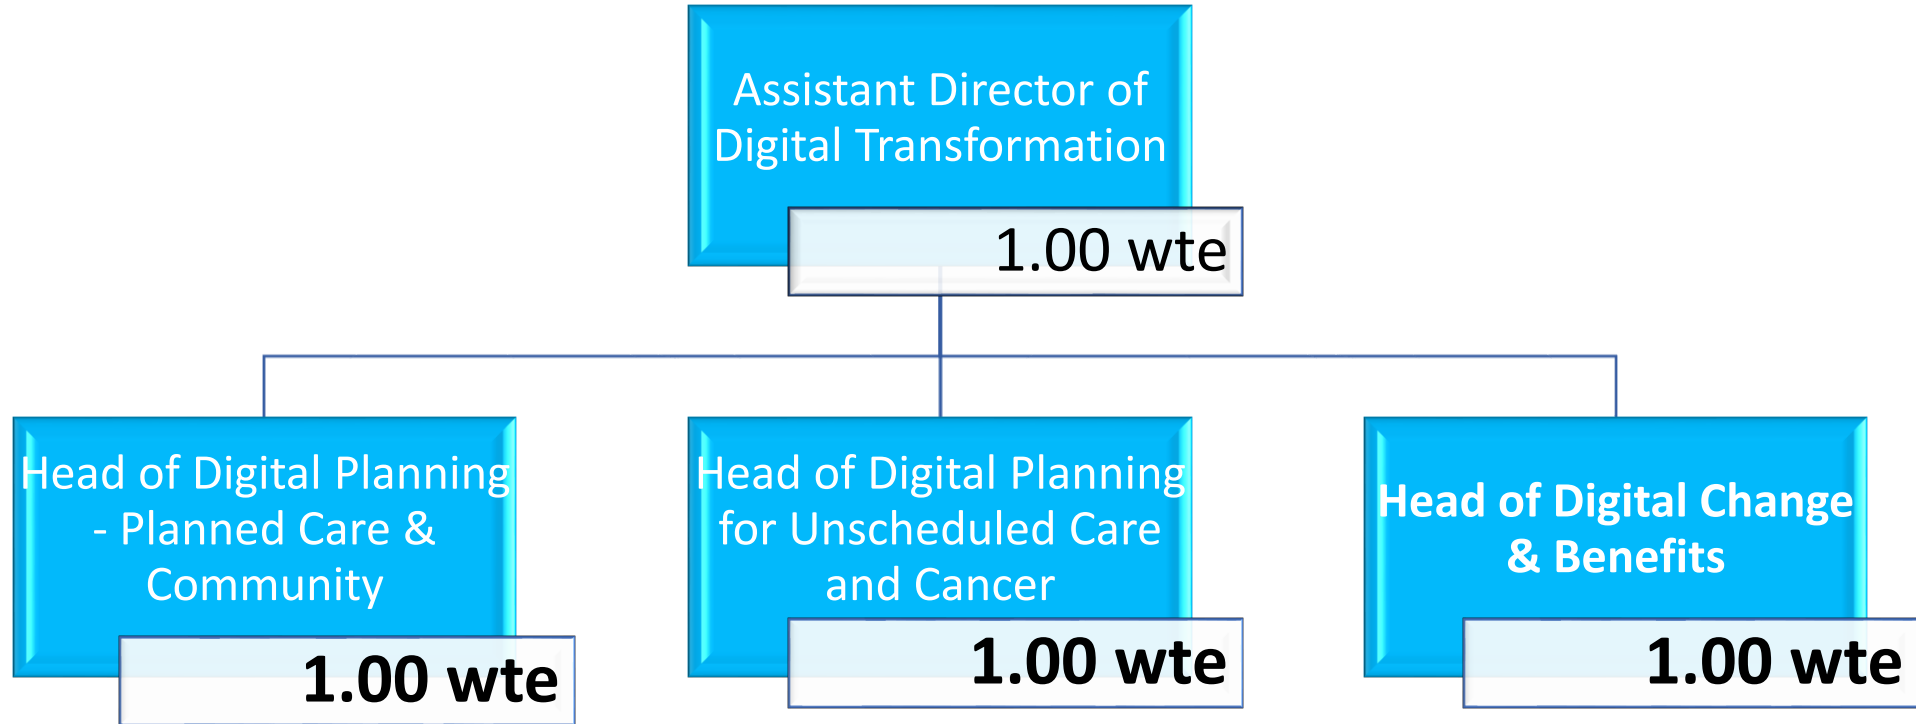 Assistant Director of
Digital Transformation
1.00 wte
Head of Digital Planning
- Planned Care &
Community
1.00 wte
Head of Digital Planning
for Unscheduled Care
and Cancer
1.00 wte
Head of Digital Change
& Benefits
1.00 wte